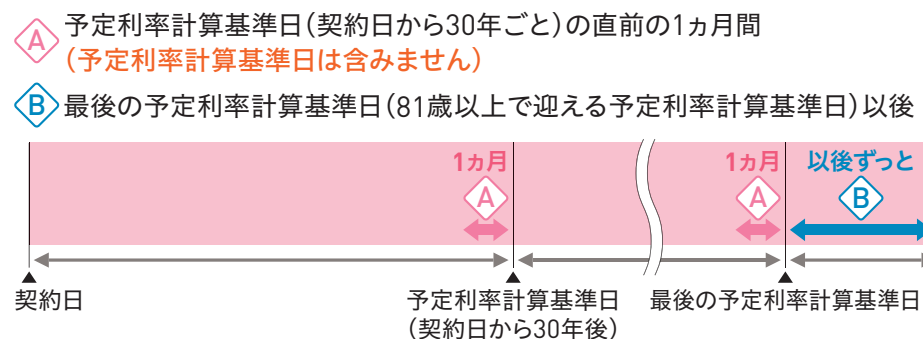 A 予定利率計算基準日(契約日から30年ごと)の直前の1ヵ月間
(予定利率計算基準日は含みません)
B 最後の予定利率計算基準日(81歳以上で迎える予定利率計算基準日)以後
1ヵ月 1ヵ月 以後ずっと
A A B
契約日 予定利率計算基準日 最後の予定利率計算基準日
(契約日から30年後)